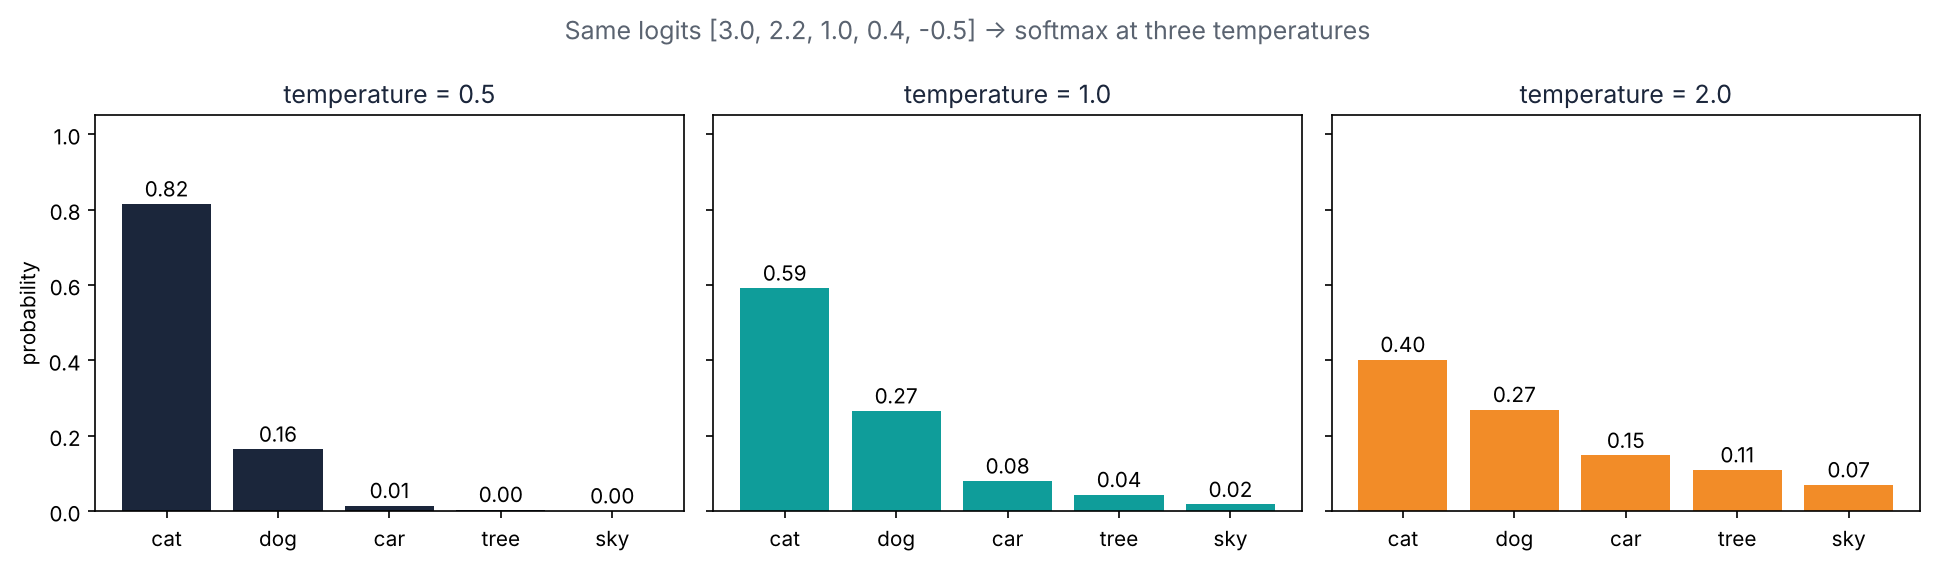 Same logits [3.0, 2.2, 1.0, 0.4, -0.5] → softmax at three temperatures
temperature = 0.5
probability
1.0
0.8
0.6
0.4
0.2
0.0
0.82
0.16
0.01
0.00
0.00
cat dog car tree sky
temperature = 1.0
0.59
0.27
0.08
0.04
0.02
cat dog car tree sky
temperature = 2.0
0.40
0.27
0.15
0.11
0.07
cat dog car tree sky